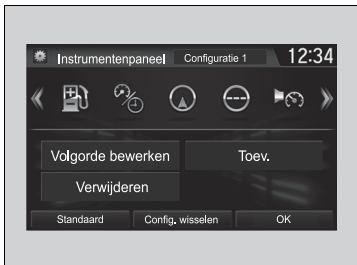 Instrumentenpaneel Configuratie 1 12:34
Volgorde bewerken Toev.
Verwijderen
Standaard Config. wisselen OK